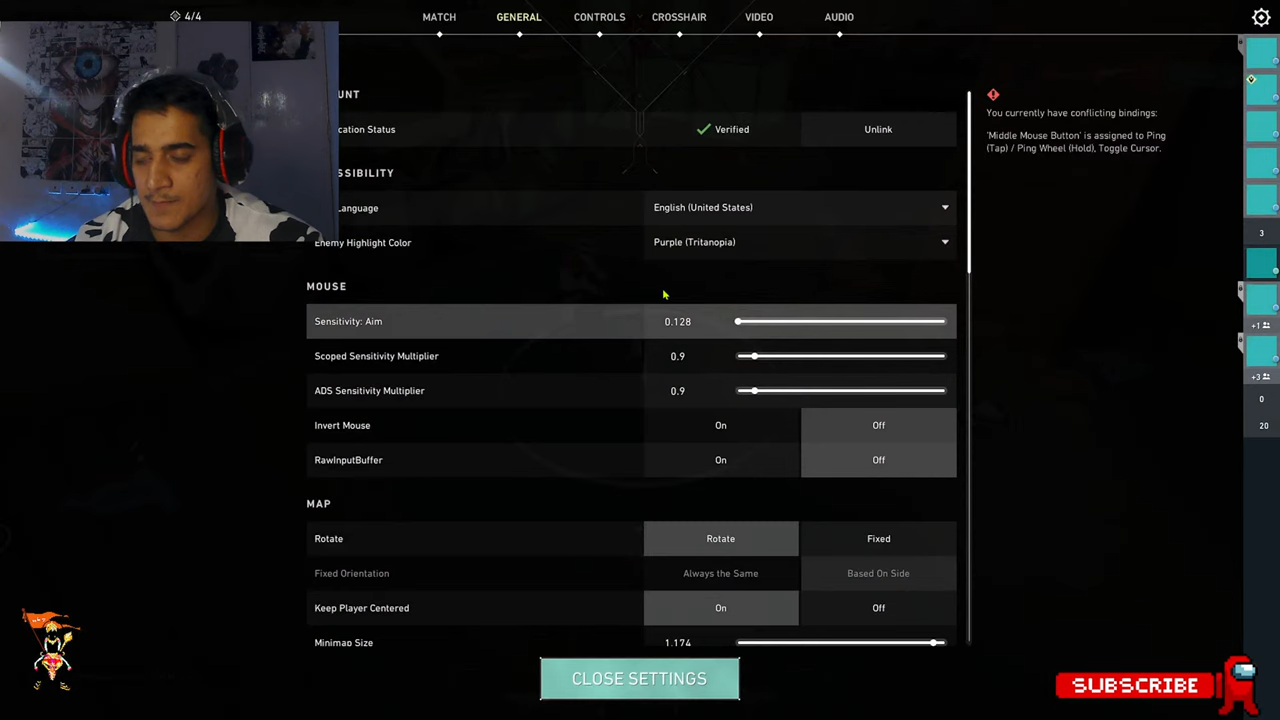 4/4
MATCH
GENERAL
CONTROLS
CROSSHAIR
VIDEO
AUDIO
OUNT
cation Status
Verified
Unlink
SSIBILITY
Language
English (United States)
Enemy Highlight Color
Purple (Tritanopia)
MOUSE
Sensitivity: Aim
0.128
Scoped Sensitivity Multiplier
0.9
ADS Sensitivity Multiplier
0.9
Invert Mouse
On
Off
RawInputBuffer
On
Off
MAP
Rotate
Rotate
Fixed
Fixed Orientation
Always the Same
Based On Side
Keep Player Centered
On
Off
Minimap Size
1.174
CLOSE SETTINGS
You currently have conflicting bindings:
'Middle Mouse Button' is assigned to Ping
(Tap) / Ping Wheel (Hold), Toggle Cursor.
3
+1
+3
0
20
SUBSCRIBE